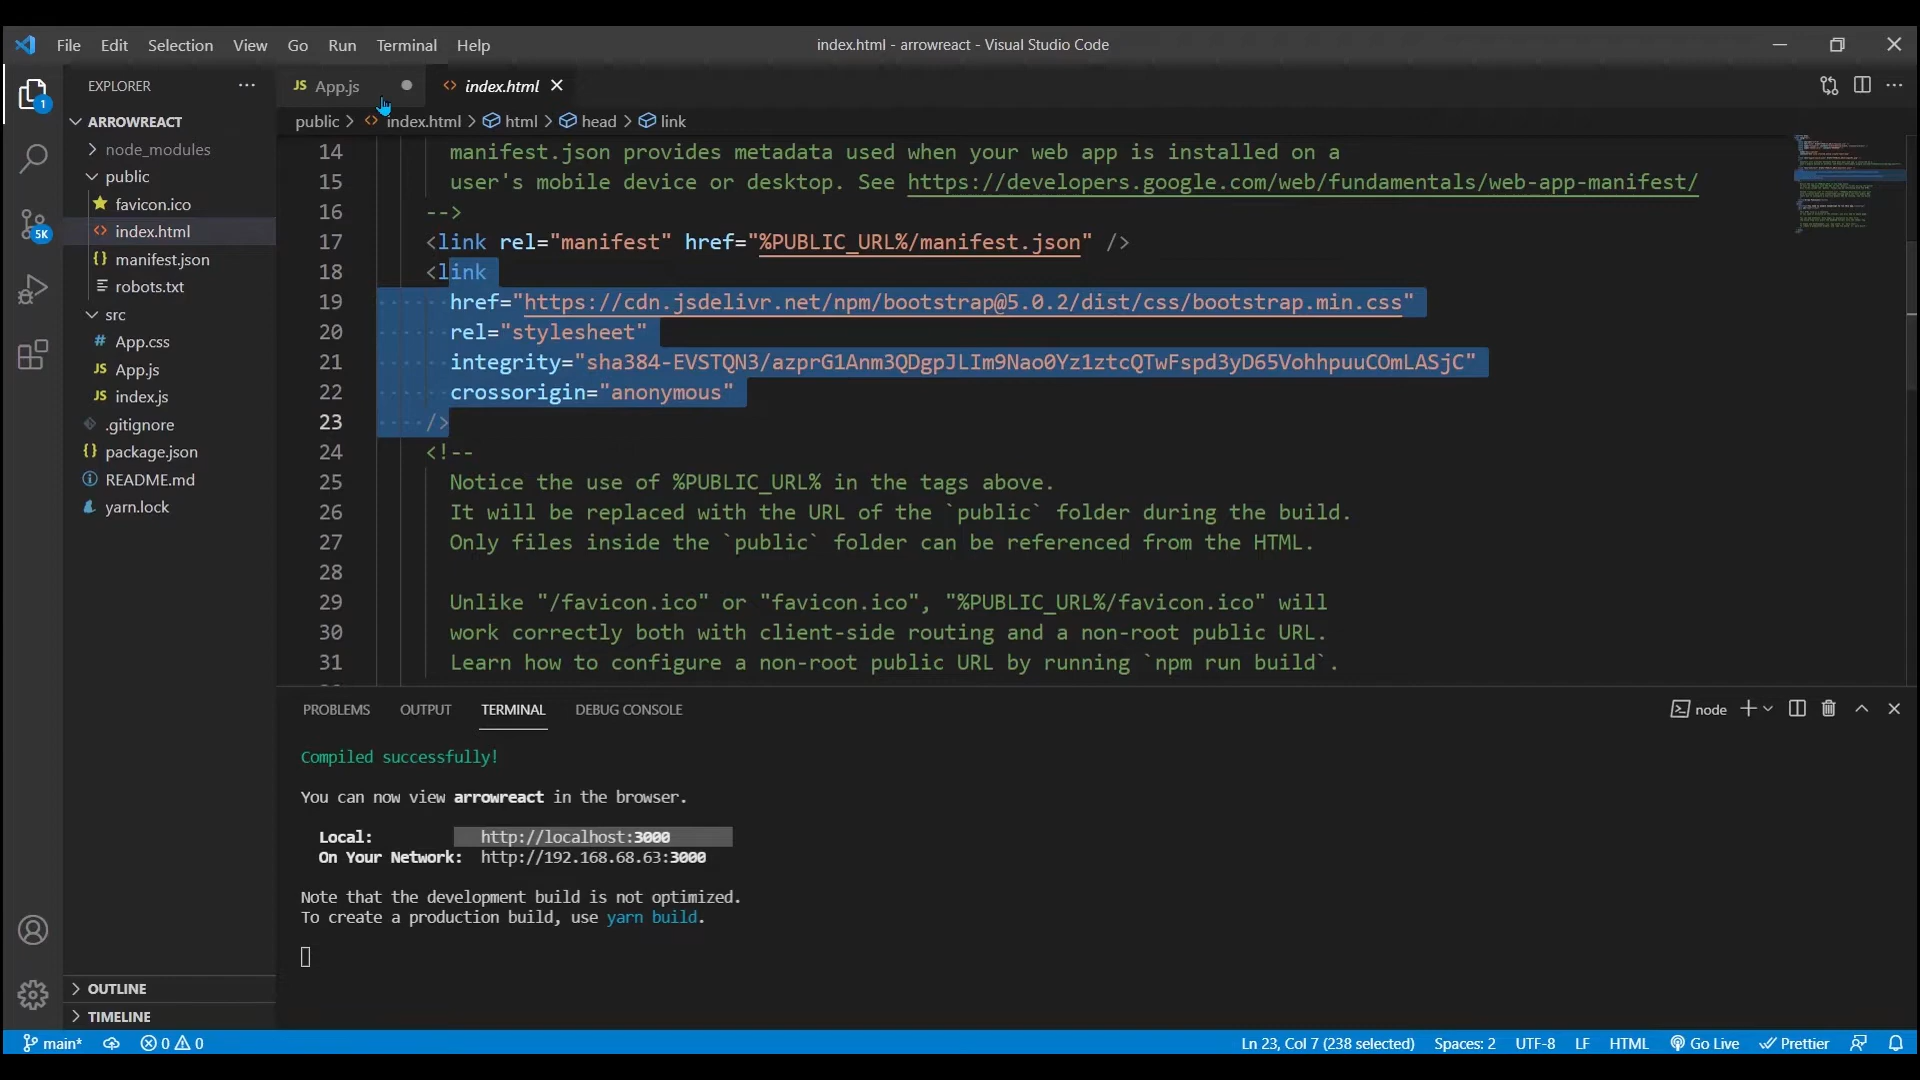 File Edit Selection View Go Run Terminal Help
index.html - arrowreact - Visual Studio Code
EXPLORER
JS App.js
<> index.html
public > <> index.html > html > head > link
ARROWREACT
node_modules
public
favicon.ico
<> index.html
{} manifest.json
robots.txt
src
# App.css
JS App.js
JS index.js
.gitignore
{} package.json
README.md
yarn.lock
OUTLINE
TIMELINE
1
5K
14 manifest.json provides metadata used when your web app is installed on a
15 user's mobile device or desktop. See https://developers.google.com/web/fundamentals/web-app-manifest/
16 -->
17 <link rel="manifest" href="%PUBLIC_URL%/manifest.json" />
18 <link
19 href="https://cdn.jsdelivr.net/npm/bootstrap@5.0.2/dist/css/bootstrap.min.css"
20 rel="stylesheet"
21 integrity="sha384-EVSTQN3/azprG1Anm3QDgpJLIm9Nao0Yz1ztcQTwFspd3yD65VohhpuuCOmLASjC"
22 crossorigin="anonymous"
23 />
24 <!--
25 Notice the use of %PUBLIC_URL% in the tags above.
26 It will be replaced with the URL of the `public` folder during the build.
27 Only files inside the `public` folder can be referenced from the HTML.
28
29 Unlike "/favicon.ico" or "favicon.ico", "%PUBLIC_URL%/favicon.ico" will
30 work correctly both with client-side routing and a non-root public URL.
31 Learn how to configure a non-root public URL by running `npm run build`.
PROBLEMS OUTPUT TERMINAL DEBUG CONSOLE
node
Compiled successfully!
You can now view arrowreact in the browser.
Local: http://localhost:3000
On Your Network: http://192.168.68.63:3000
Note that the development build is not optimized.
To create a production build, use yarn build.
main* 0 0
Ln 23, Col 7 (238 selected) Spaces: 2 UTF-8 LF HTML Go Live Prettier